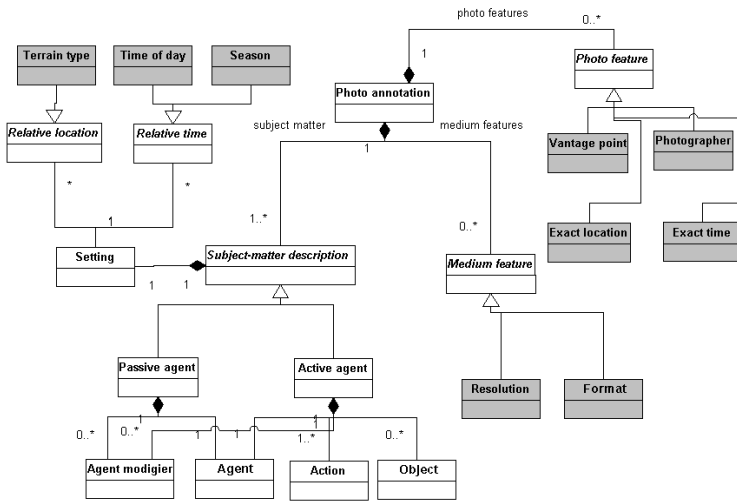 photo features
0..*
1
Terrain type
Time of day
Season
Photo feature
Photo annotation
subject matter
medium features
Relative location
Relative time
1
Vantage point
Photographer
*
*
1
1..*
0..*
Exact location
Exact time
Setting
Subject-matter description
Medium feature
1
1
Passive agent
Active agent
Resolution
Format
1
1
0..*
0..*
1
1
1..*
0..*
Agent modigier
Agent
Action
Object